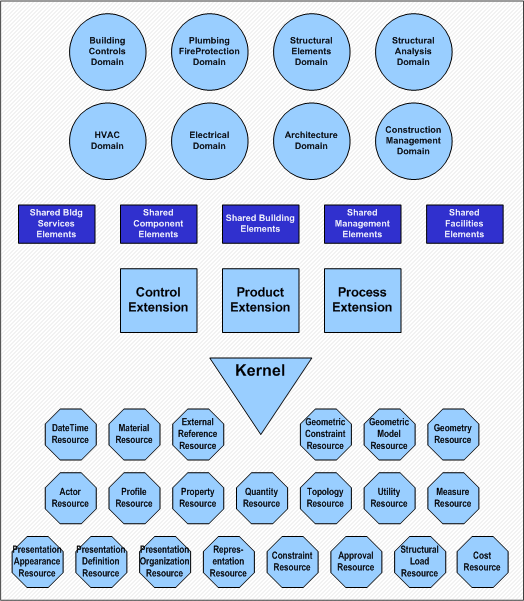 Building
Controls
Domain
Plumbing
FireProtection
Domain
Structural
Elements
Domain
Structural
Analysis
Domain
HVAC
Domain
Electrical
Domain
Architecture
Domain
Construction
Management
Domain
Shared Bldg
Services
Elements
Shared
Component
Elements
Shared Building
Elements
Shared
Management
Elements
Shared
Facilities
Elements
Control
Extension
Product
Extension
Process
Extension
Kernel
DateTime
Resource
Material
Resource
External
Reference
Resource
Geometric
Constraint
Resource
Geometric
Model
Resource
Geometry
Resource
Actor
Resource
Profile
Resource
Property
Resource
Quantity
Resource
Topology
Resource
Utility
Resource
Measure
Resource
Presentation
Appearance
Resource
Presentation
Definition
Resource
Presentation
Organization
Resource
Repres-
entation
Resource
Constraint
Resource
Approval
Resource
Structural
Load
Resource
Cost
Resource